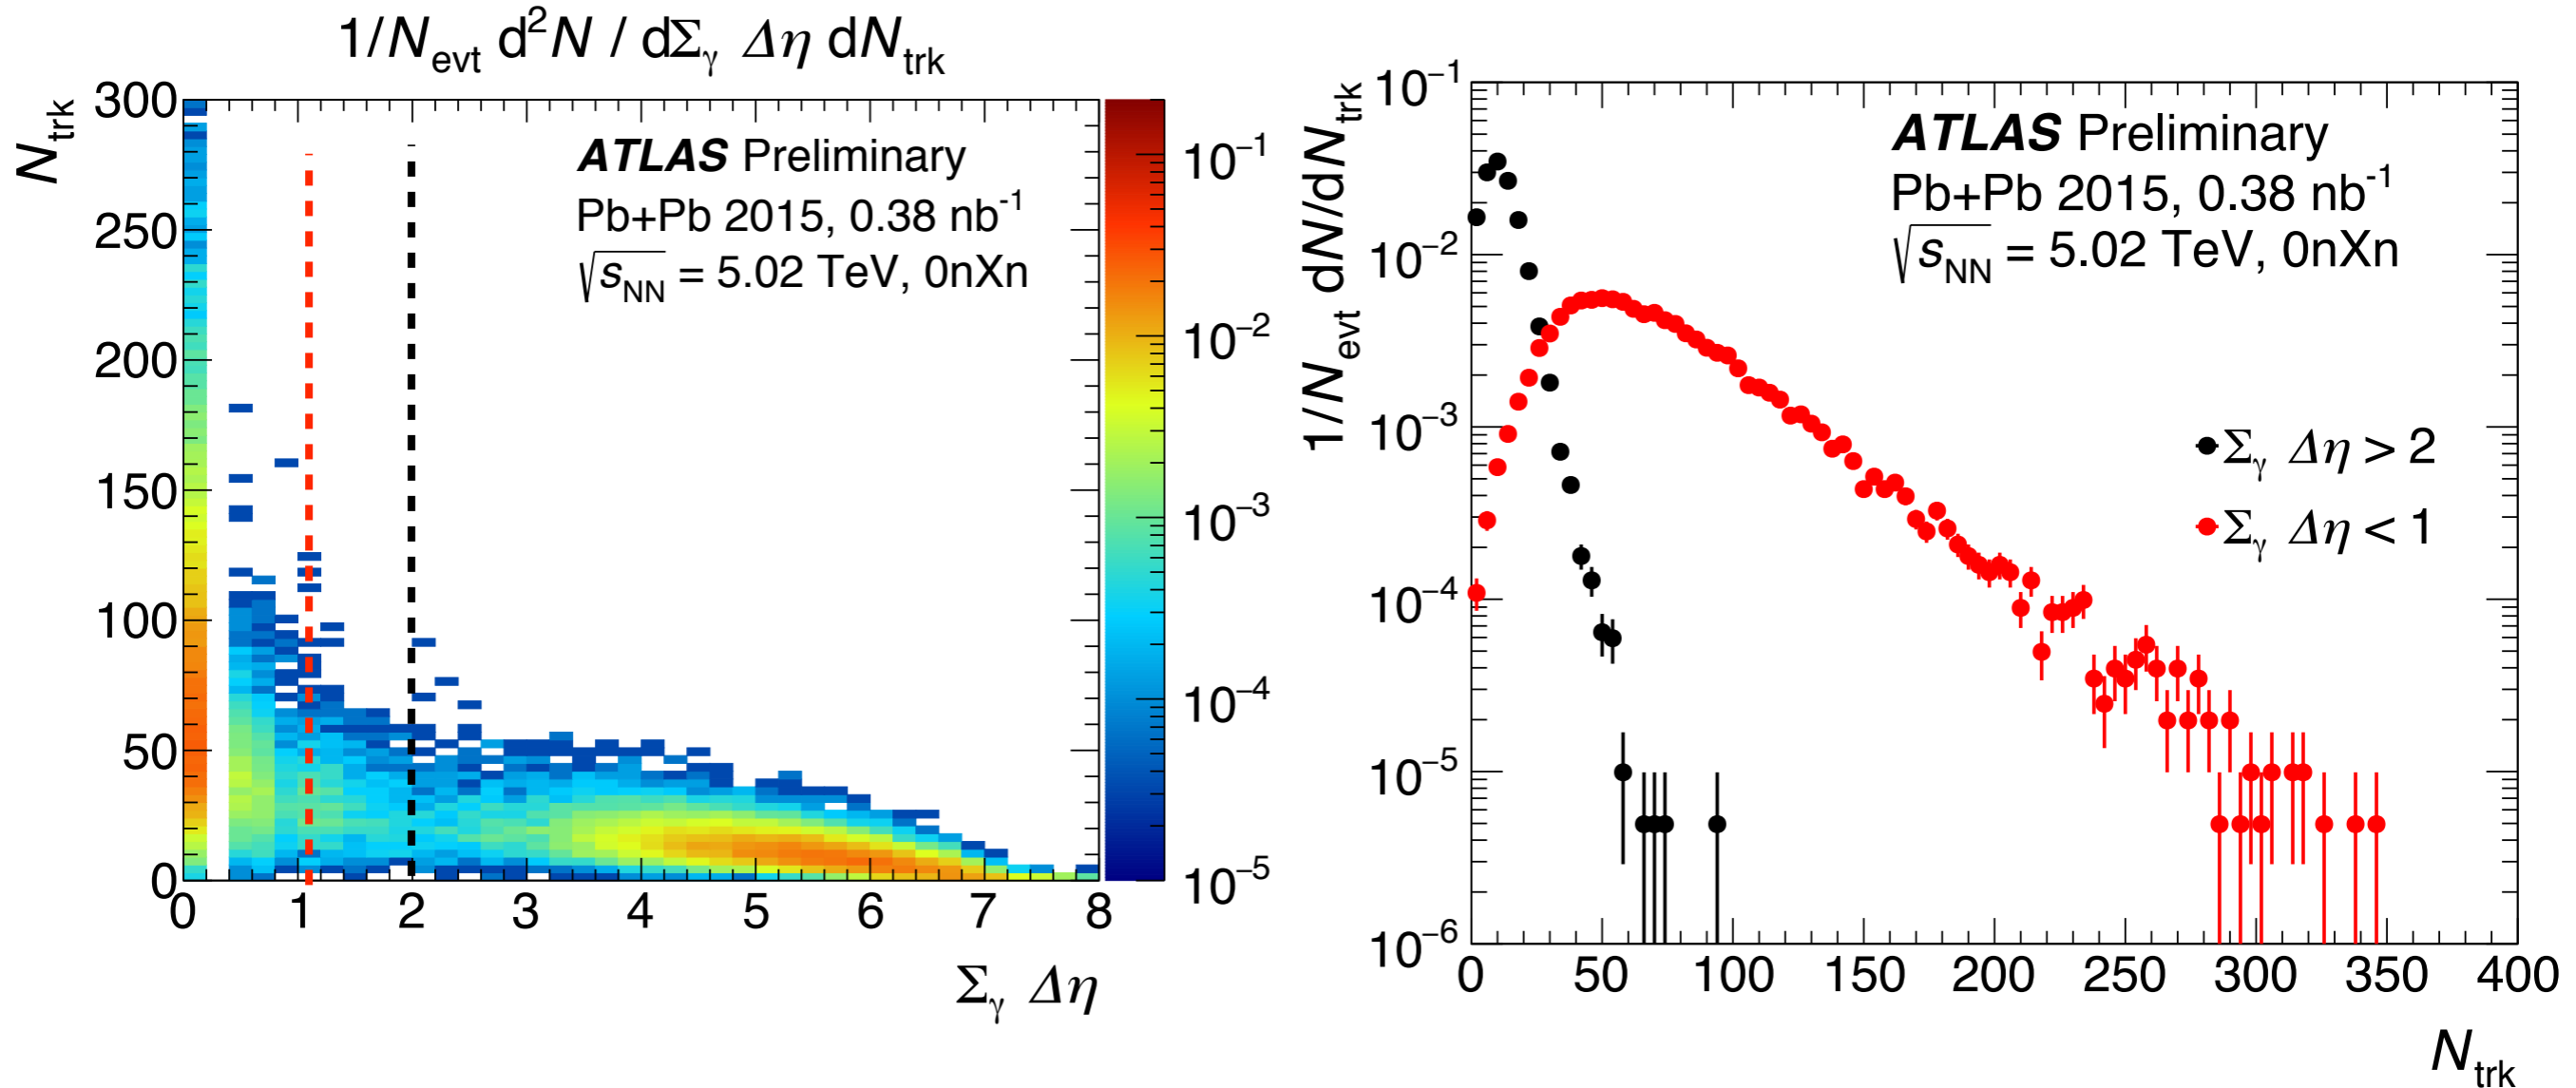 1/N_evt d²N / dΣ_γ Δη dN_trk
N_trk
300
250
200
150
100
50
0
ATLAS Preliminary
Pb+Pb 2015, 0.38 nb⁻¹
√s_NN = 5.02 TeV, 0nXn
10⁻¹
10⁻²
10⁻³
10⁻⁴
10⁻⁵
0 1 2 3 4 5 6 7 8
Σ_γ Δη
1/N_evt dN/dN_trk
10⁻¹
10⁻²
10⁻³
10⁻⁴
10⁻⁵
10⁻⁶
ATLAS Preliminary
Pb+Pb 2015, 0.38 nb⁻¹
√s_NN = 5.02 TeV, 0nXn
Σ_γ Δη > 2
Σ_γ Δη < 1
0 50 100 150 200 250 300 350 400
N_trk